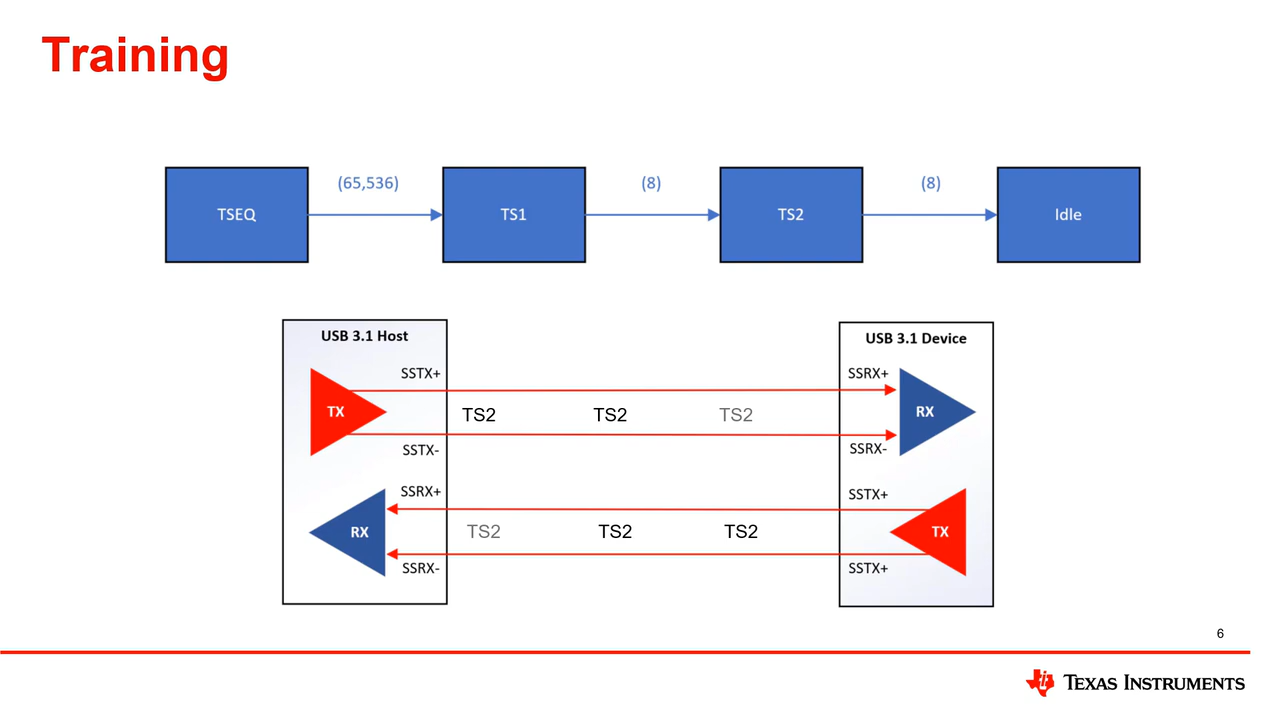 Training
(65,536)
(8)
(8)
TSEQ
TS1
TS2
Idle
USB 3.1 Host
USB 3.1 Device
SSTX+
SSRX+
TX
TS2
TS2
TS2
RX
SSTX-
SSRX-
SSRX+
SSTX+
RX
TS2
TS2
TS2
TX
SSRX-
SSTX+
6
TEXAS INSTRUMENTS